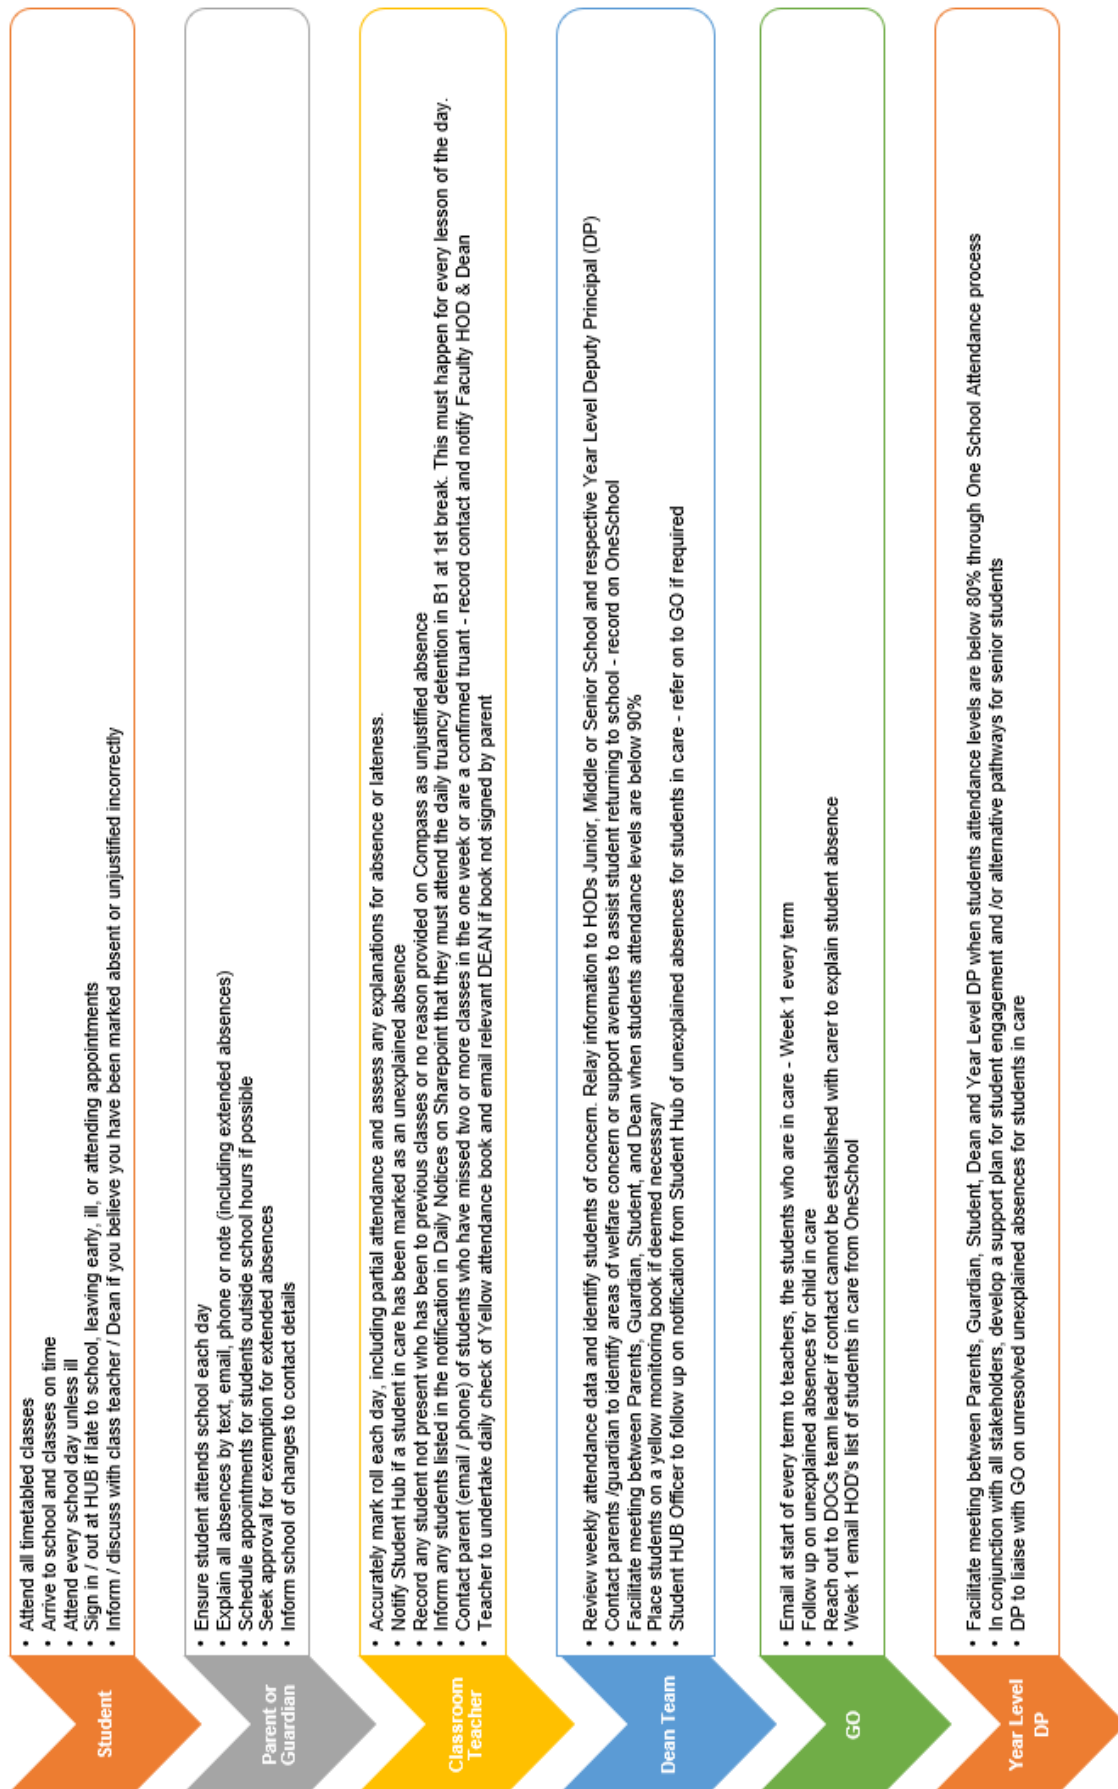 Student
• Attend all timetabled classes
• Arrive to school and classes on time
• Attend every school day unless ill
• Sign in / out at HUB if late to school, leaving early, ill, or attending appointments
• Inform / discuss with class teacher / Dean if you believe you have been marked absent or unjustified incorrectly
Parent or
Guardian
• Ensure student attends school each day
• Explain all absences by text, email, phone or note (including extended absences)
• Schedule appointments for students outside school hours if possible
• Seek approval for exemption for extended absences
• Inform school of changes to contact details
Classroom
Teacher
• Accurately mark roll each day, including partial attendance and assess any explanations for absence or lateness.
• Notify Student Hub if a student in care has been marked as an unexplained absence
• Record any student not present who has been to previous classes or no reason provided on Compass as unjustified absence
• Inform any students listed in the notification in Daily Notices on Sharepoint that they must attend the daily truancy detention in B1 at 1st break. This must happen for every lesson of the day.
• Contact parent (email / phone) of students who have missed two or more classes in the one week or are a confirmed truant - record contact and notify Faculty HOD & Dean
• Teacher to undertake daily check of Yellow attendance book and email relevant DEAN if book not signed by parent
Dean Team
• Review weekly attendance data and identify students of concern. Relay information to HODs Junior, Middle or Senior School and respective Year Level Deputy Principal (DP)
• Contact parents /guardian to identify areas of welfare concern or support avenues to assist student returning to school - record on OneSchool
• Facilitate meeting between Parents, Guardian, Student, and Dean when students attendance levels are below 90%
• Place students on a yellow monitoring book if deemed necessary
• Student HUB Officer to follow up on notification from Student Hub of unexplained absences for students in care - refer on to GO if required
GO
• Email at start of every term to teachers, the students who are in care - Week 1 every term
• Follow up on unexplained absences for child in care
• Reach out to DOCs team leader if contact cannot be established with carer to explain student absence
• Week 1 email HOD's list of students in care from OneSchool
Year Level
DP
• Facilitate meeting between Parents, Guardian, Student, Dean and Year Level DP when students attendance levels are below 80% through One School Attendance process
• In conjunction with all stakeholders, develop a support plan for student engagement and /or alternative pathways for senior students
• DP to liaise with GO on unresolved unexplained absences for students in care